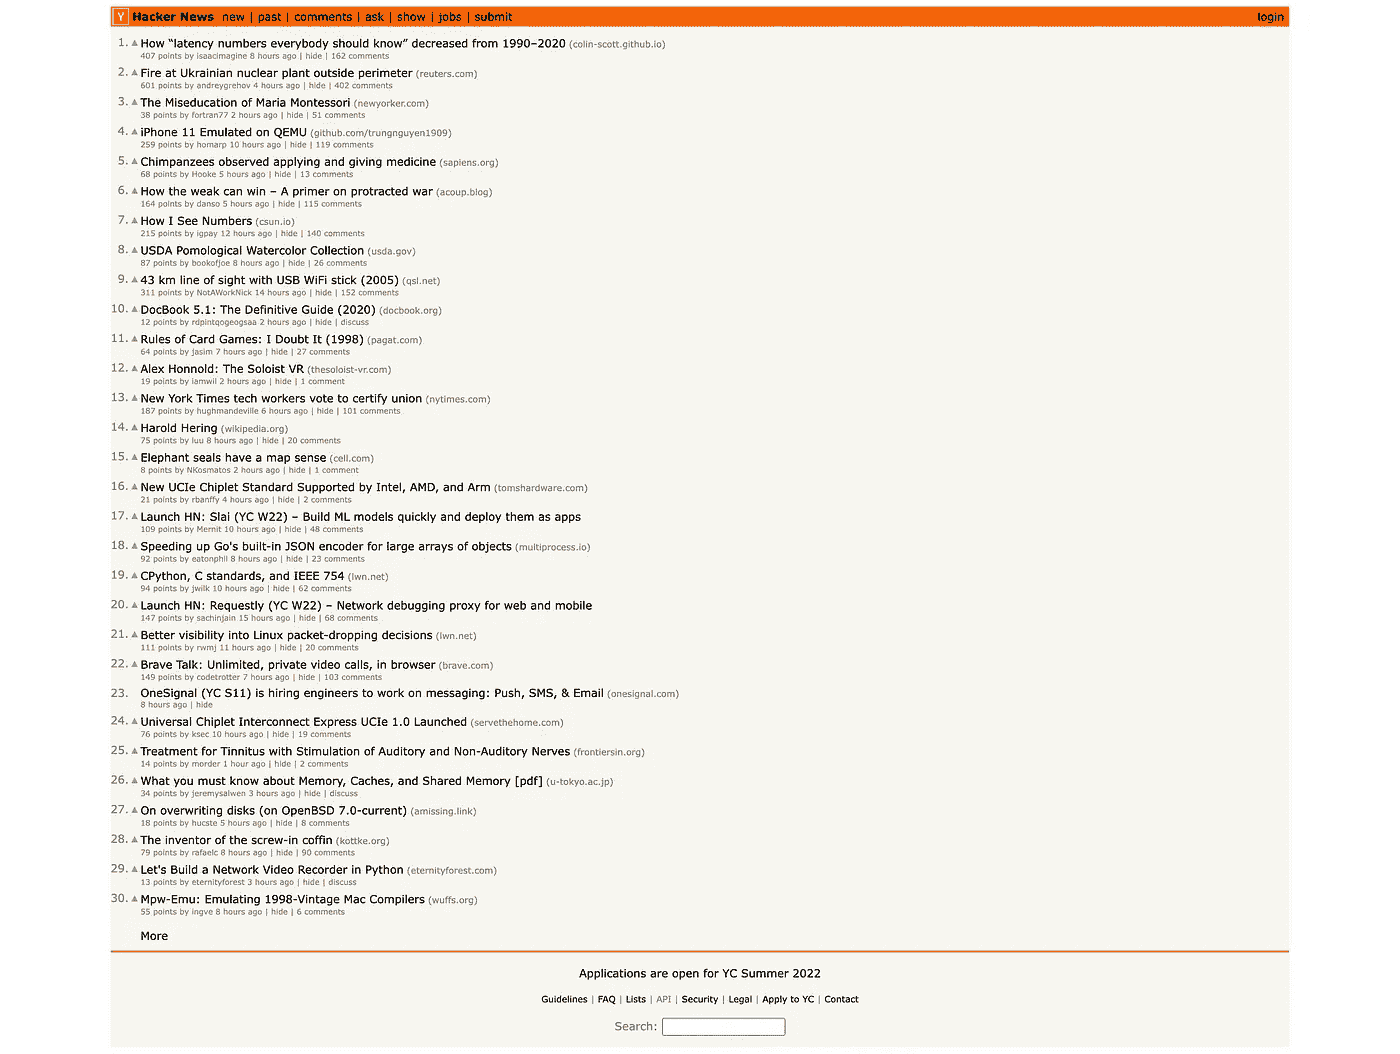 Y Hacker News new | past | comments | ask | show | jobs | submit login
1. ▲ How “latency numbers everybody should know” decreased from 1990–2020 (colin-scott.github.io)
407 points by isaacimagine 8 hours ago | hide | 162 comments
2. ▲ Fire at Ukrainian nuclear plant outside perimeter (reuters.com)
601 points by andreygrehov 4 hours ago | hide | 402 comments
3. ▲ The Miseducation of Maria Montessori (newyorker.com)
38 points by fortran77 2 hours ago | hide | 51 comments
4. ▲ iPhone 11 Emulated on QEMU (github.com/trungnguyen1909)
259 points by homarp 10 hours ago | hide | 119 comments
5. ▲ Chimpanzees observed applying and giving medicine (sapiens.org)
68 points by Hooke 5 hours ago | hide | 13 comments
6. ▲ How the weak can win – A primer on protracted war (acoup.blog)
164 points by danso 5 hours ago | hide | 115 comments
7. ▲ How I See Numbers (csun.io)
215 points by igpay 12 hours ago | hide | 140 comments
8. ▲ USDA Pomological Watercolor Collection (usda.gov)
87 points by bookofjoe 8 hours ago | hide | 26 comments
9. ▲ 43 km line of sight with USB WiFi stick (2005) (qsl.net)
311 points by NotAWorkNick 14 hours ago | hide | 152 comments
10. ▲ DocBook 5.1: The Definitive Guide (2020) (docbook.org)
12 points by rdpintqogeogsaa 2 hours ago | hide | discuss
11. ▲ Rules of Card Games: I Doubt It (1998) (pagat.com)
64 points by jasim 7 hours ago | hide | 27 comments
12. ▲ Alex Honnold: The Soloist VR (thesoloist-vr.com)
19 points by iamwil 2 hours ago | hide | 1 comment
13. ▲ New York Times tech workers vote to certify union (nytimes.com)
187 points by hughmandeville 6 hours ago | hide | 101 comments
14. ▲ Harold Hering (wikipedia.org)
75 points by luu 8 hours ago | hide | 20 comments
15. ▲ Elephant seals have a map sense (cell.com)
8 points by NKosmatos 2 hours ago | hide | 1 comment
16. ▲ New UCIe Chiplet Standard Supported by Intel, AMD, and Arm (tomshardware.com)
21 points by rbanffy 4 hours ago | hide | 2 comments
17. ▲ Launch HN: Slai (YC W22) – Build ML models quickly and deploy them as apps
109 points by Mernit 10 hours ago | hide | 48 comments
18. ▲ Speeding up Go's built-in JSON encoder for large arrays of objects (multiprocess.io)
92 points by eatonphil 8 hours ago | hide | 23 comments
19. ▲ CPython, C standards, and IEEE 754 (lwn.net)
94 points by jwilk 10 hours ago | hide | 62 comments
20. ▲ Launch HN: Requestly (YC W22) – Network debugging proxy for web and mobile
147 points by sachinjain 15 hours ago | hide | 68 comments
21. ▲ Better visibility into Linux packet-dropping decisions (lwn.net)
111 points by rwmj 11 hours ago | hide | 20 comments
22. ▲ Brave Talk: Unlimited, private video calls, in browser (brave.com)
149 points by codetrotter 7 hours ago | hide | 103 comments
23. OneSignal (YC S11) is hiring engineers to work on messaging: Push, SMS, & Email (onesignal.com)
8 hours ago | hide
24. ▲ Universal Chiplet Interconnect Express UCIe 1.0 Launched (servethehome.com)
76 points by ksec 10 hours ago | hide | 19 comments
25. ▲ Treatment for Tinnitus with Stimulation of Auditory and Non-Auditory Nerves (frontiersin.org)
14 points by morder 1 hour ago | hide | 2 comments
26. ▲ What you must know about Memory, Caches, and Shared Memory [pdf] (u-tokyo.ac.jp)
34 points by jeremysalwen 3 hours ago | hide | discuss
27. ▲ On overwriting disks (on OpenBSD 7.0-current) (amissing.link)
18 points by hucste 5 hours ago | hide | 8 comments
28. ▲ The inventor of the screw-in coffin (kottke.org)
79 points by rafaelc 8 hours ago | hide | 90 comments
29. ▲ Let's Build a Network Video Recorder in Python (eternityforest.com)
13 points by eternityforest 3 hours ago | hide | discuss
30. ▲ Mpw-Emu: Emulating 1998-Vintage Mac Compilers (wuffs.org)
55 points by ingve 8 hours ago | hide | 6 comments
More
Applications are open for YC Summer 2022
Guidelines | FAQ | Lists | API | Security | Legal | Apply to YC | Contact
Search: